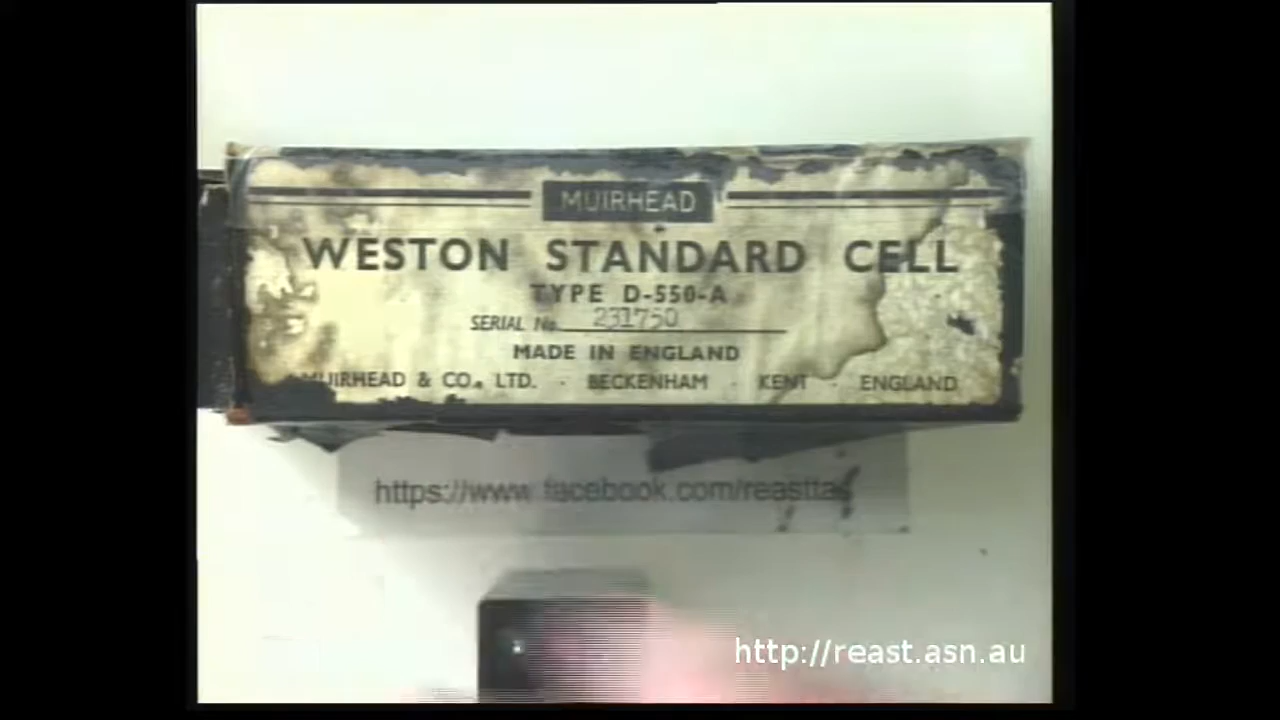 MUIRHEAD
WESTON STANDARD CELL
TYPE D-550-A
SERIAL No. 231750
MADE IN ENGLAND
MUIRHEAD & CO., LTD. · BECKENHAM · KENT · ENGLAND
https://www.facebook.com/reasttas
http://reast.asn.au